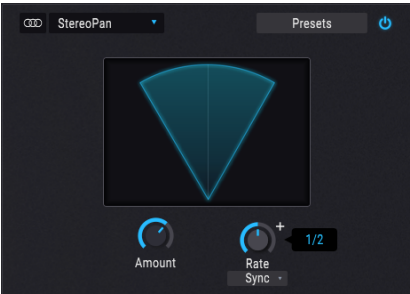 StereoPan
Presets
+
1/2
Amount
Rate
Sync